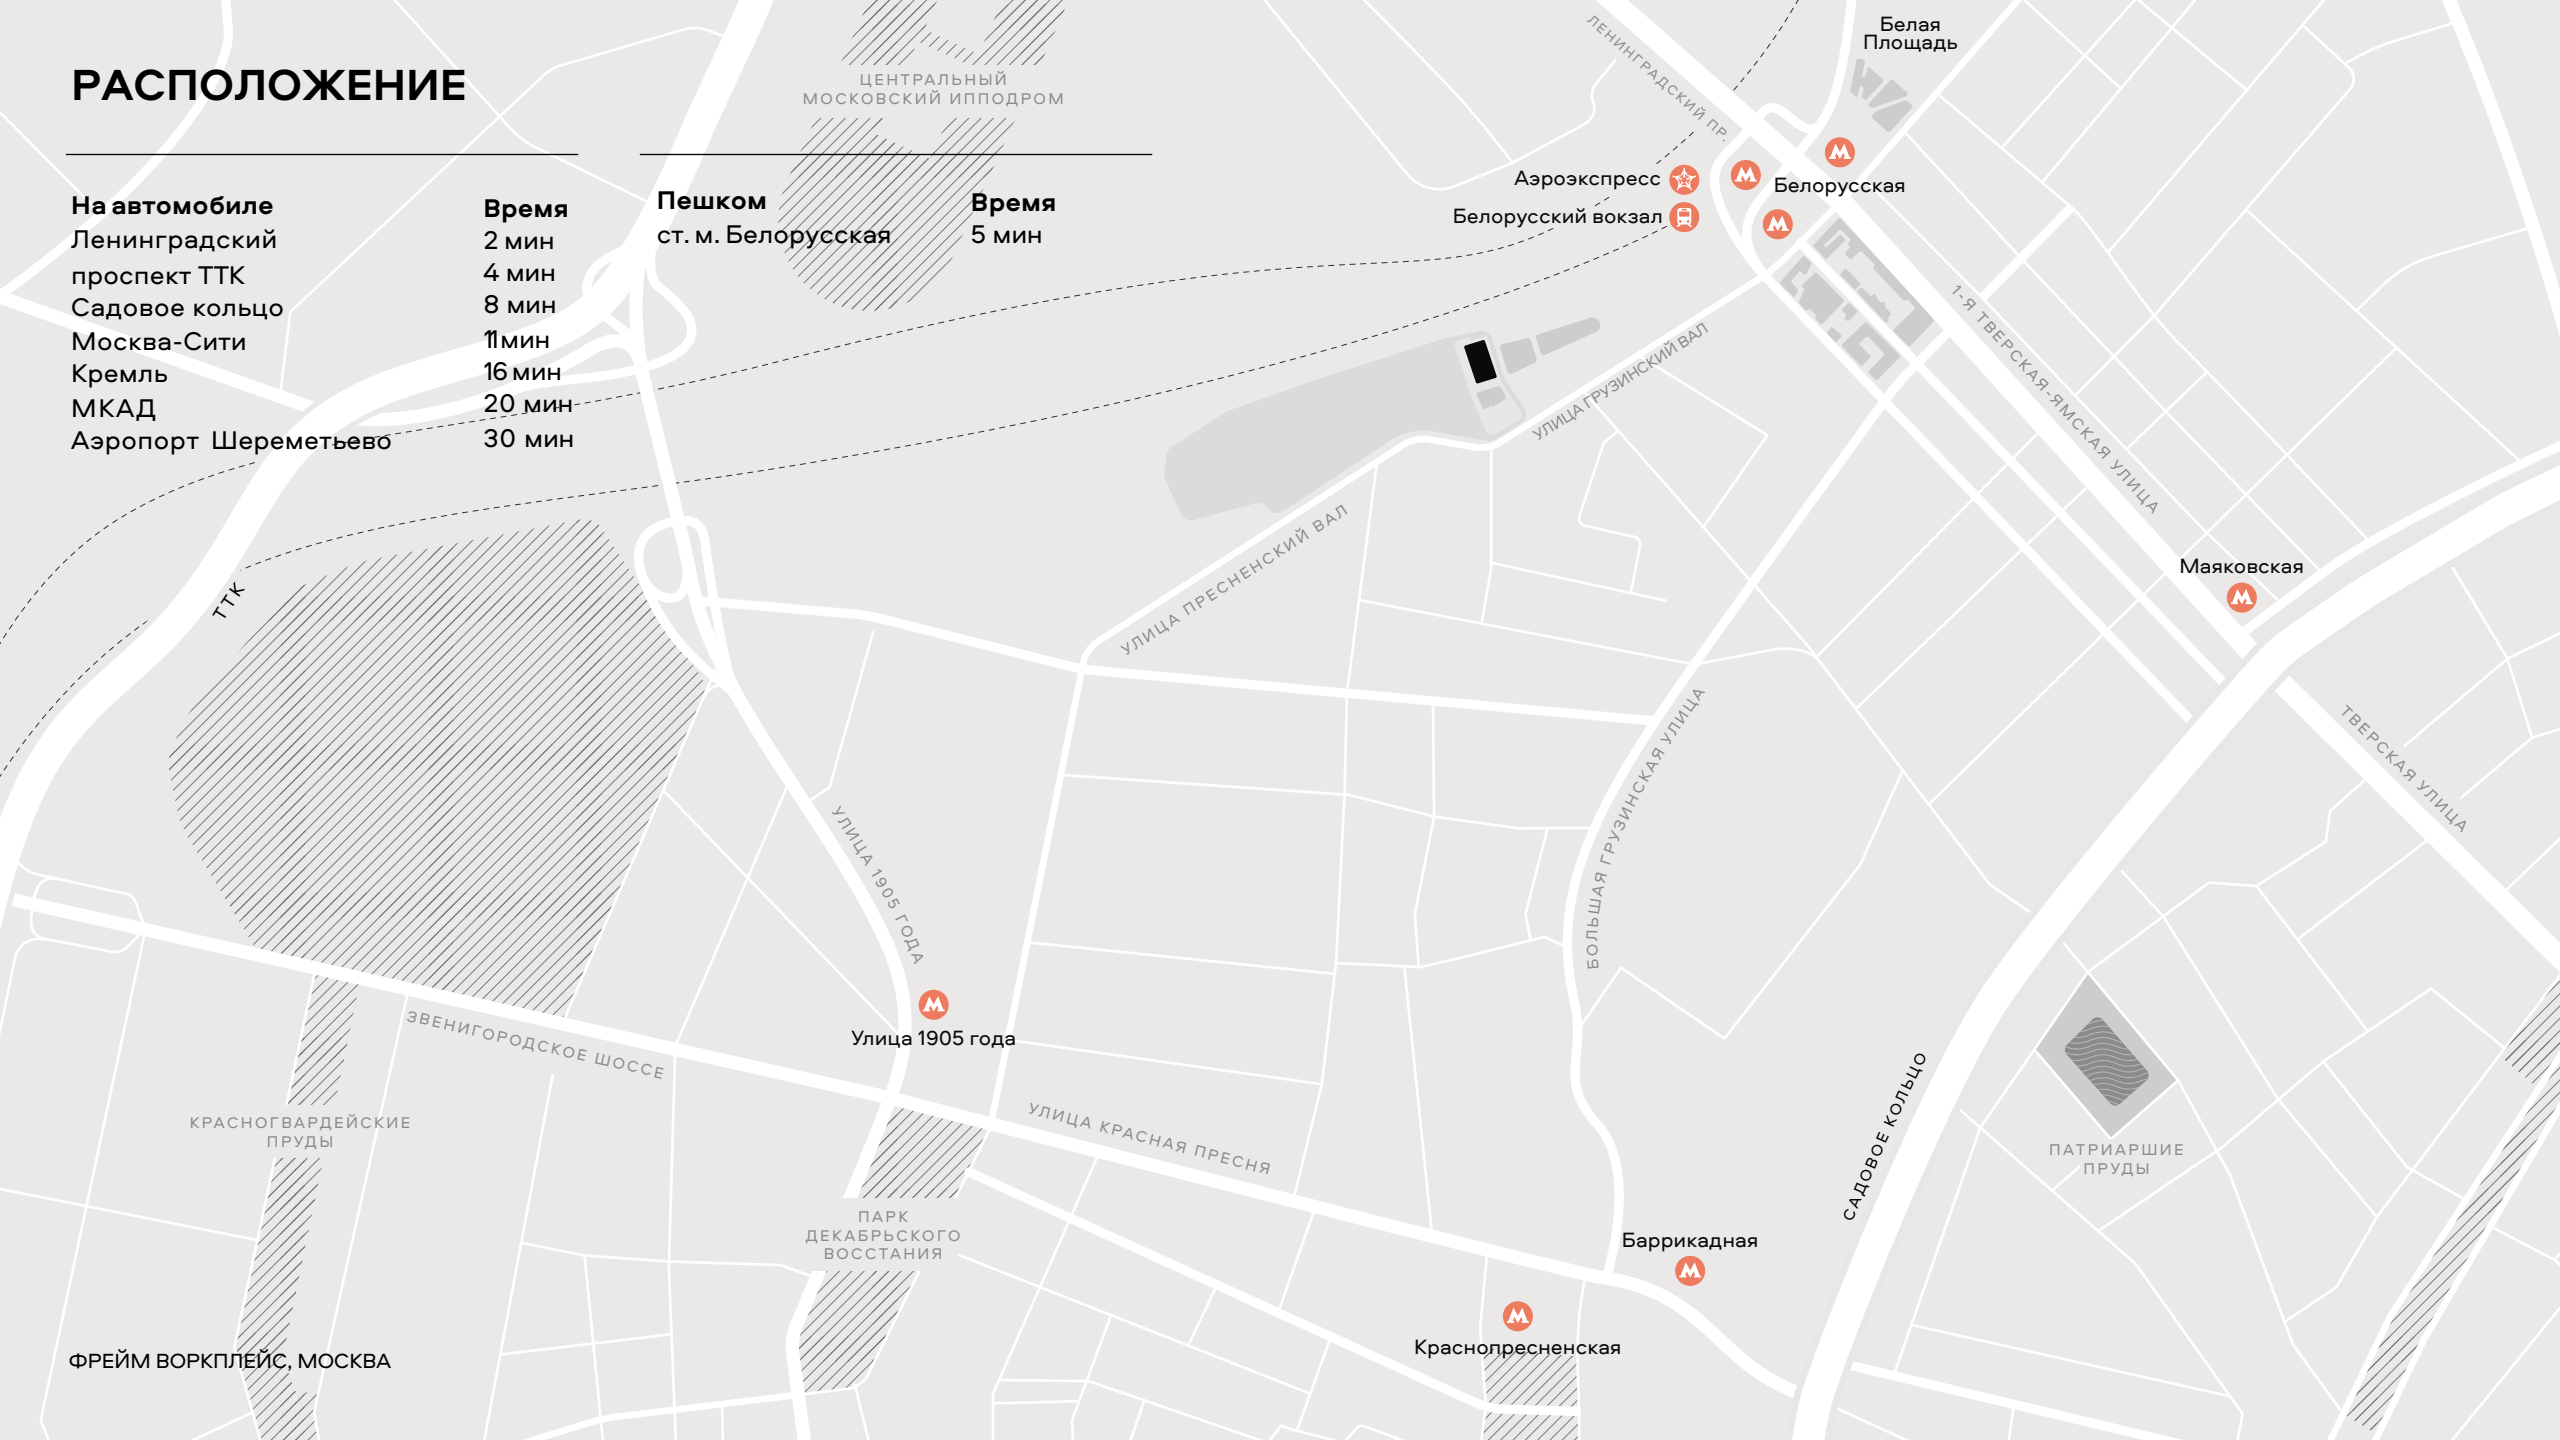 РАСПОЛОЖЕНИЕ
На автомобиле Время
Ленинградский 2 мин
проспект ТТК 4 мин
Садовое кольцо 8 мин
Москва-Сити 11 мин
Кремль 16 мин
МКАД 20 мин
Аэропорт Шереметьево 30 мин
Пешком Время
ст. м. Белорусская 5 мин
ЦЕНТРАЛЬНЫЙ
МОСКОВСКИЙ ИППОДРОМ
ЛЕНИНГРАДСКИЙ ПР.
Белая
Площадь
Аэроэкспресс
Белорусская
Белорусский вокзал
1-Я ТВЕРСКАЯ-ЯМСКАЯ УЛИЦА
УЛИЦА ГРУЗИНСКИЙ ВАЛ
УЛИЦА ПРЕСНЕНСКИЙ ВАЛ
Маяковская
ТТК
ТВЕРСКАЯ УЛИЦА
БОЛЬШАЯ ГРУЗИНСКАЯ УЛИЦА
УЛИЦА 1905 ГОДА
Улица 1905 года
ЗВЕНИГОРОДСКОЕ ШОССЕ
САДОВОЕ КОЛЬЦО
КРАСНОГВАРДЕЙСКИЕ
ПРУДЫ
УЛИЦА КРАСНАЯ ПРЕСНЯ
ПАТРИАРШИЕ
ПРУДЫ
ПАРК
ДЕКАБРЬСКОГО
ВОССТАНИЯ
Баррикадная
Краснопресненская
ФРЕЙМ ВОРКПЛЕЙС, МОСКВА